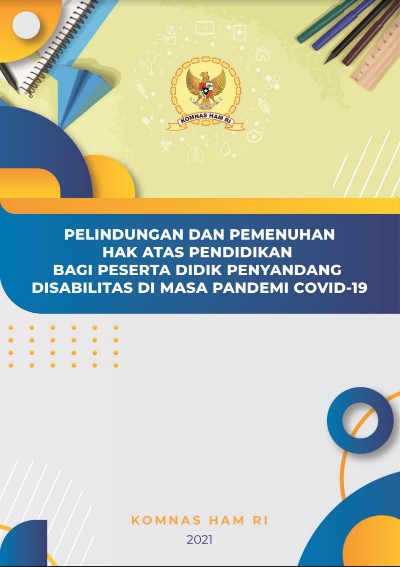 KOMNAS HAM RI
PELINDUNGAN DAN PEMENUHAN
HAK ATAS PENDIDIKAN
BAGI PESERTA DIDIK PENYANDANG
DISABILITAS DI MASA PANDEMI COVID-19
KOMNAS HAM RI
2021